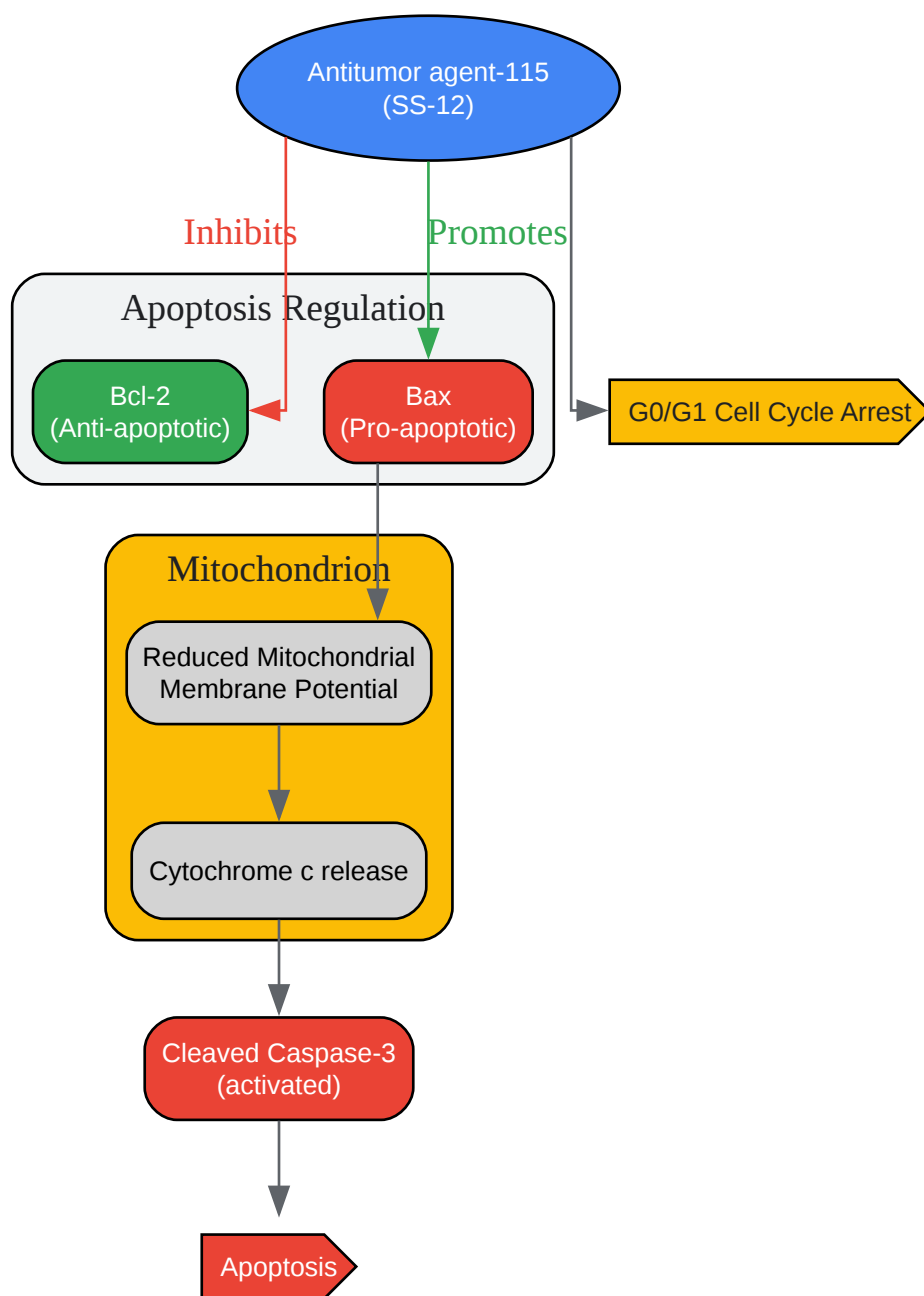 Antitumor agent-115
(SS-12)
Inhibits
Promotes
Apoptosis Regulation
Bcl-2
(Anti-apoptotic)
Bax
(Pro-apoptotic)
G0/G1 Cell Cycle Arrest
Mitochondrion
Reduced Mitochondrial
Membrane Potential
Cytochrome c release
Cleaved Caspase-3
(activated)
Apoptosis